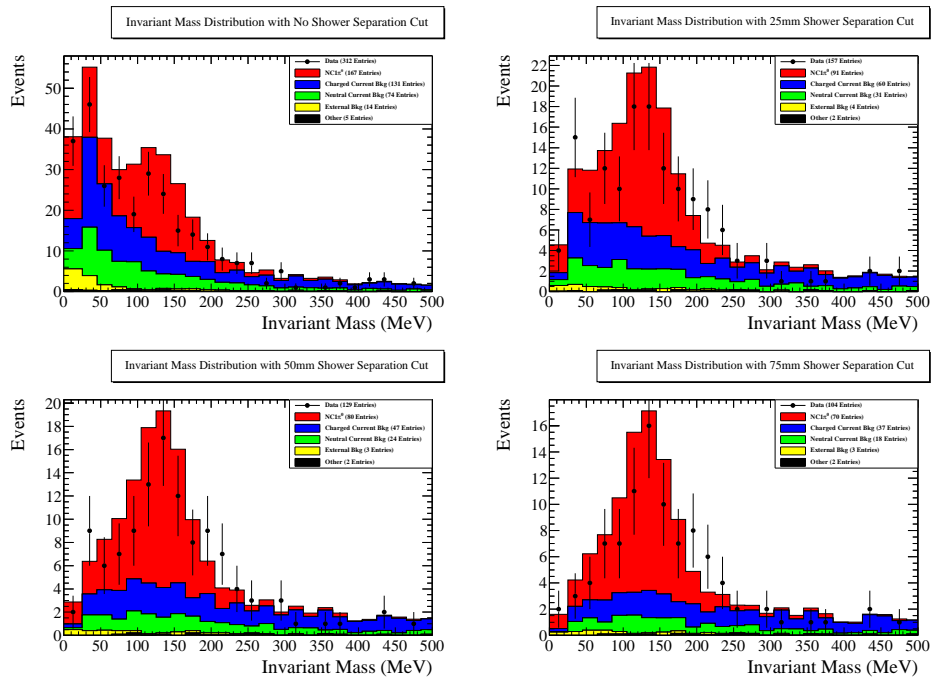 Invariant Mass Distribution with No Shower Separation Cut
Events
Data (312 Entries)
NC1π⁰ (167 Entries)
Charged Current Bkg (131 Entries)
Neutral Current Bkg (74 Entries)
External Bkg (14 Entries)
Other (5 Entries)
50
40
30
20
10
0
0 50 100 150 200 250 300 350 400 450 500
Invariant Mass (MeV)
Invariant Mass Distribution with 25mm Shower Separation Cut
Events
Data (157 Entries)
NC1π⁰ (91 Entries)
Charged Current Bkg (60 Entries)
Neutral Current Bkg (31 Entries)
External Bkg (4 Entries)
Other (2 Entries)
22
20
18
16
14
12
10
8
6
4
2
0
0 50 100 150 200 250 300 350 400 450 500
Invariant Mass (MeV)
Invariant Mass Distribution with 50mm Shower Separation Cut
Events
Data (129 Entries)
NC1π⁰ (80 Entries)
Charged Current Bkg (47 Entries)
Neutral Current Bkg (24 Entries)
External Bkg (3 Entries)
Other (2 Entries)
20
18
16
14
12
10
8
6
4
2
0
0 50 100 150 200 250 300 350 400 450 500
Invariant Mass (MeV)
Invariant Mass Distribution with 75mm Shower Separation Cut
Events
Data (104 Entries)
NC1π⁰ (70 Entries)
Charged Current Bkg (37 Entries)
Neutral Current Bkg (18 Entries)
External Bkg (3 Entries)
Other (2 Entries)
16
14
12
10
8
6
4
2
0
0 50 100 150 200 250 300 350 400 450 500
Invariant Mass (MeV)